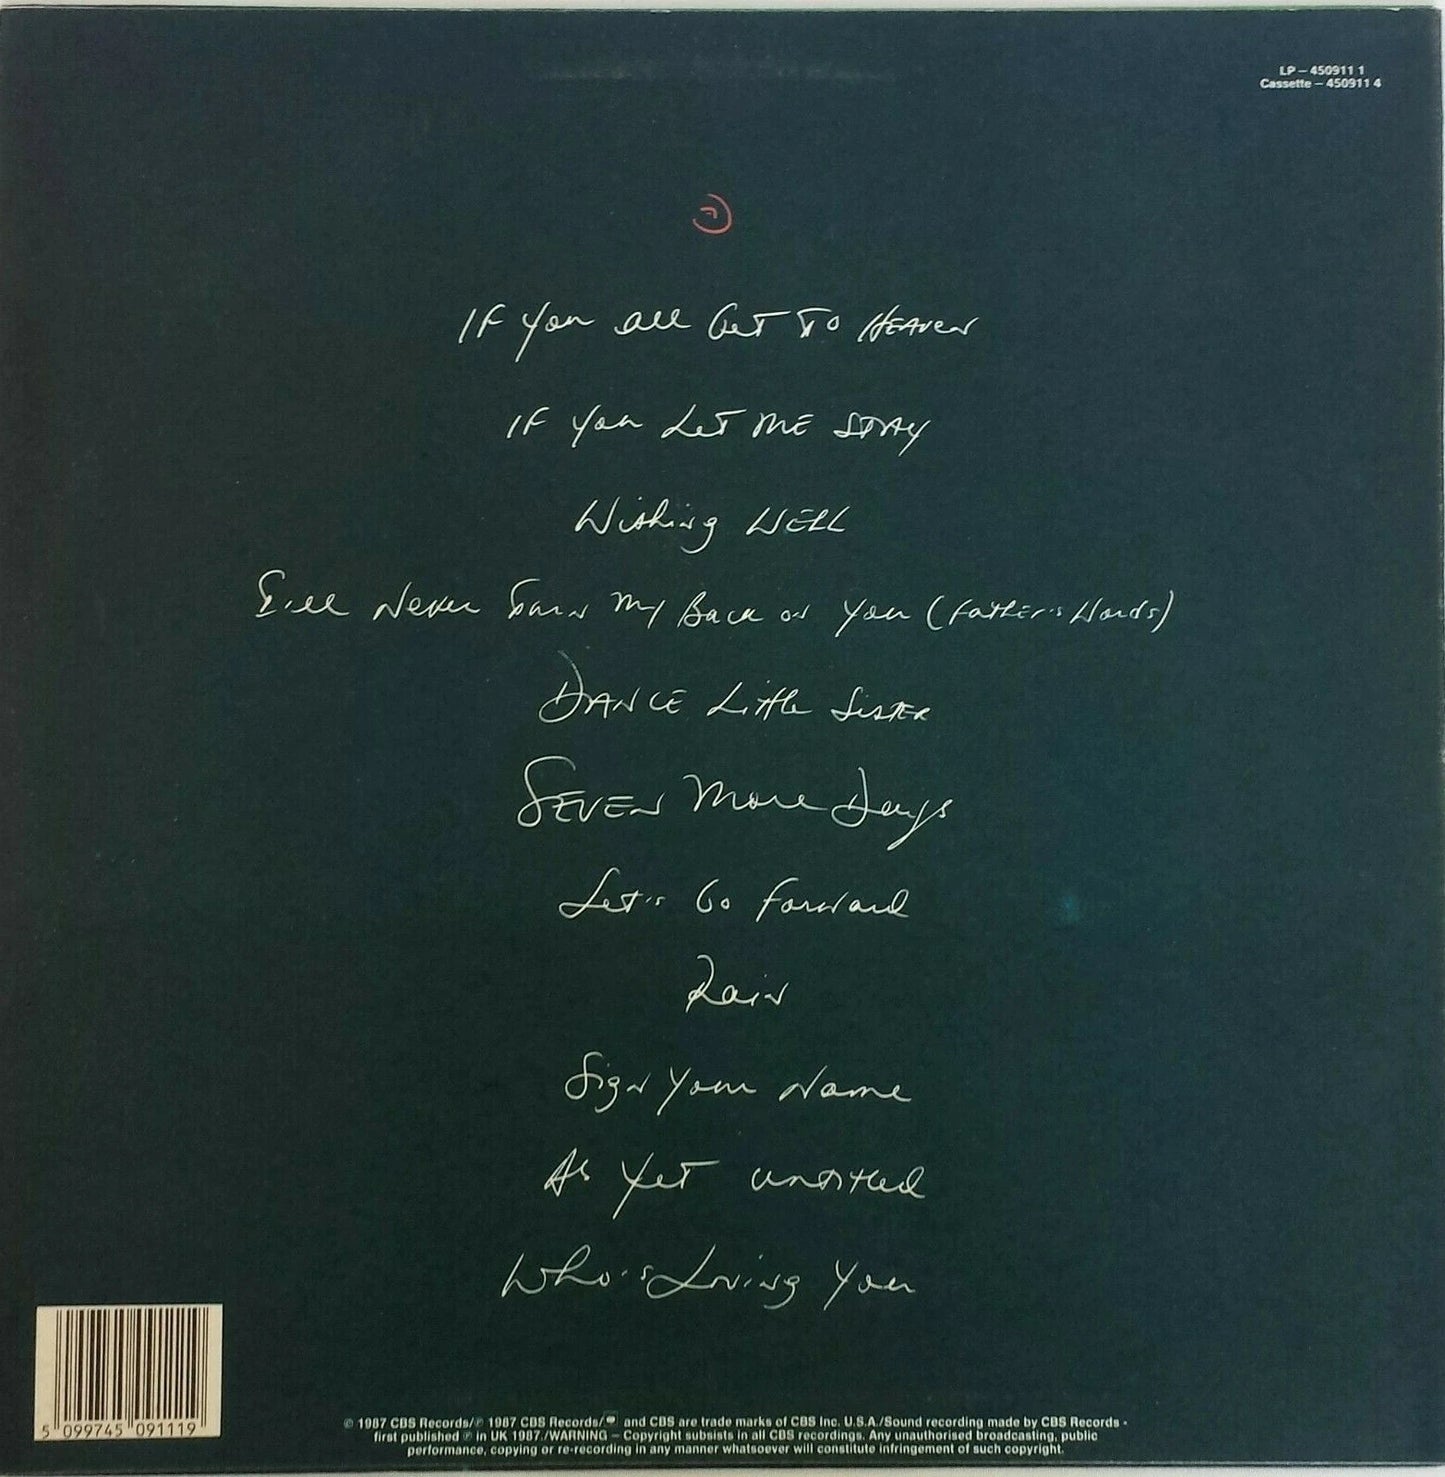 LP – 450911 1
Cassette – 450911 4
If You All Get To Heaven
If You Let Me Stay
Wishing Well
I'll Never Turn My Back on You (Father's Words)
Dance Little Sister
Seven More Days
Let's Go Forward
Rain
Sign Your Name
As Yet Untitled
Who's Loving You
5 099745 091119
© 1987 CBS Records/℗ 1987 CBS Records/ and CBS are trade marks of CBS Inc. U.S.A./Sound recording made by CBS Records -
first published ℗ in UK 1987./WARNING – Copyright subsists in all CBS recordings. Any unauthorised broadcasting, public
performance, copying or re-recording in any manner whatsoever will constitute infringement of such copyright.